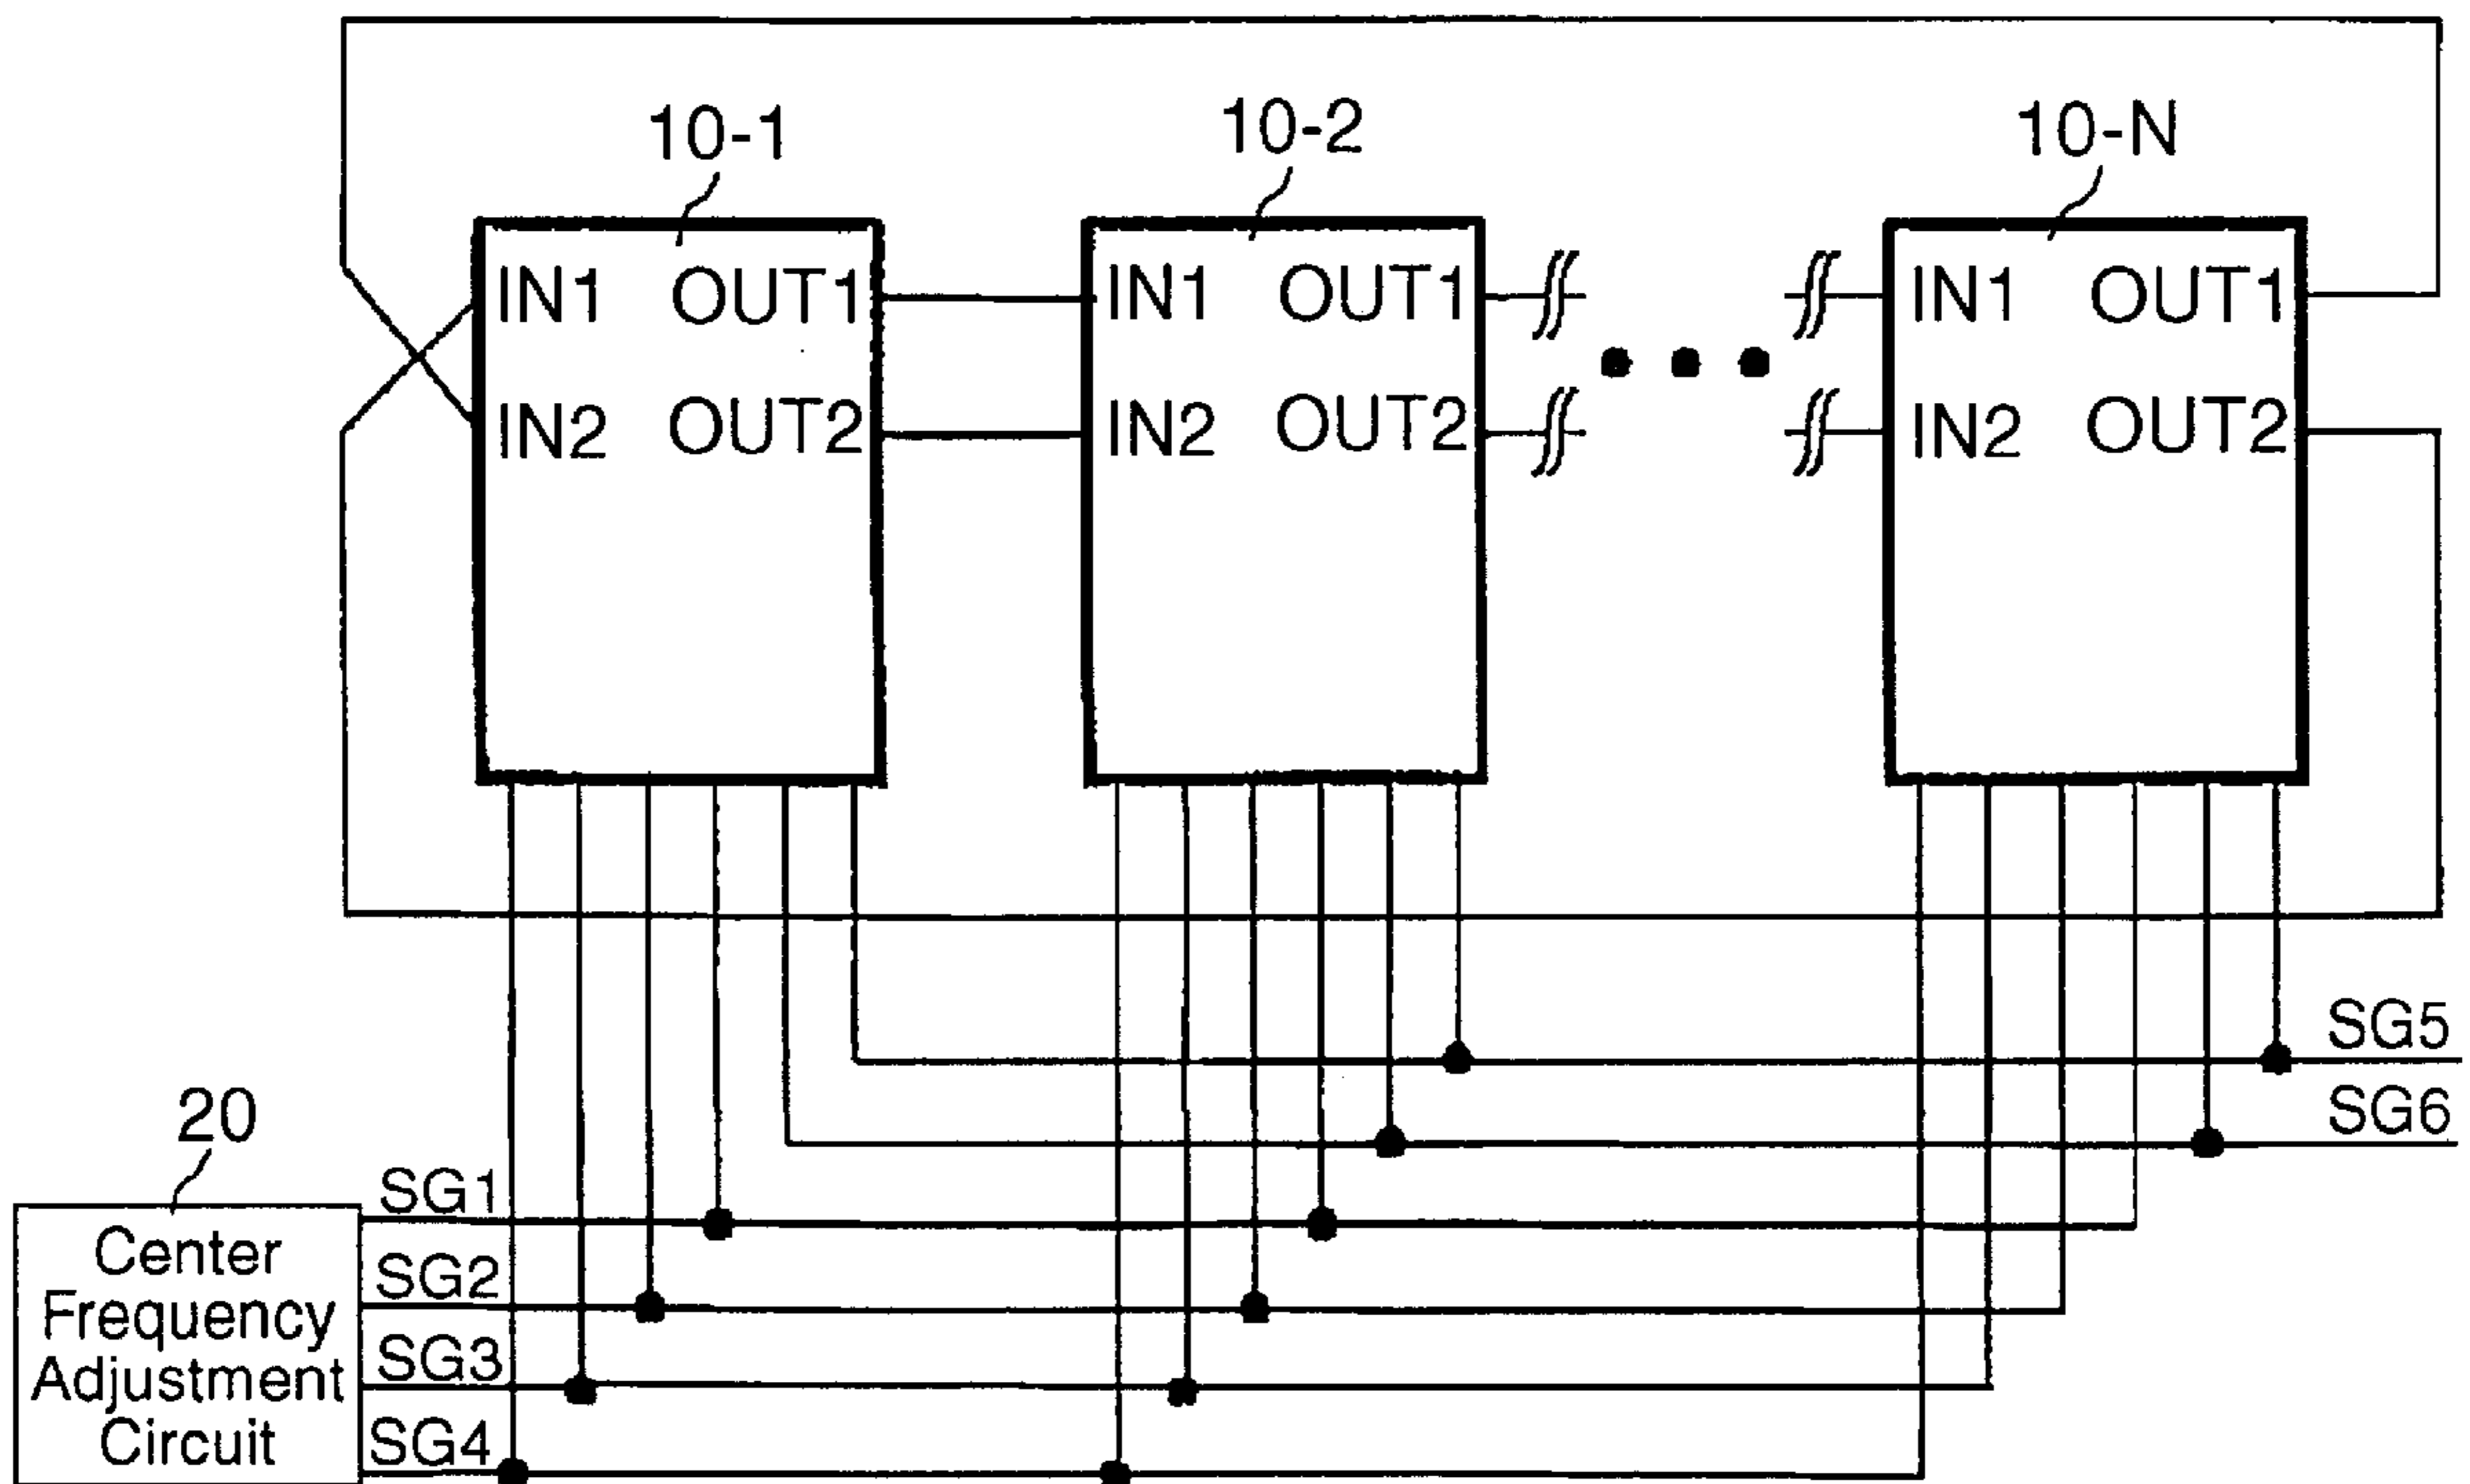 10-1 10-2 10-N
IN1 OUT1 IN1 OUT1 IN1 OUT1
IN2 OUT2 IN2 OUT2 IN2 OUT2
SG5
SG6
20
SG1
SG2
SG3
SG4
Center
Frequency
Adjustment
Circuit